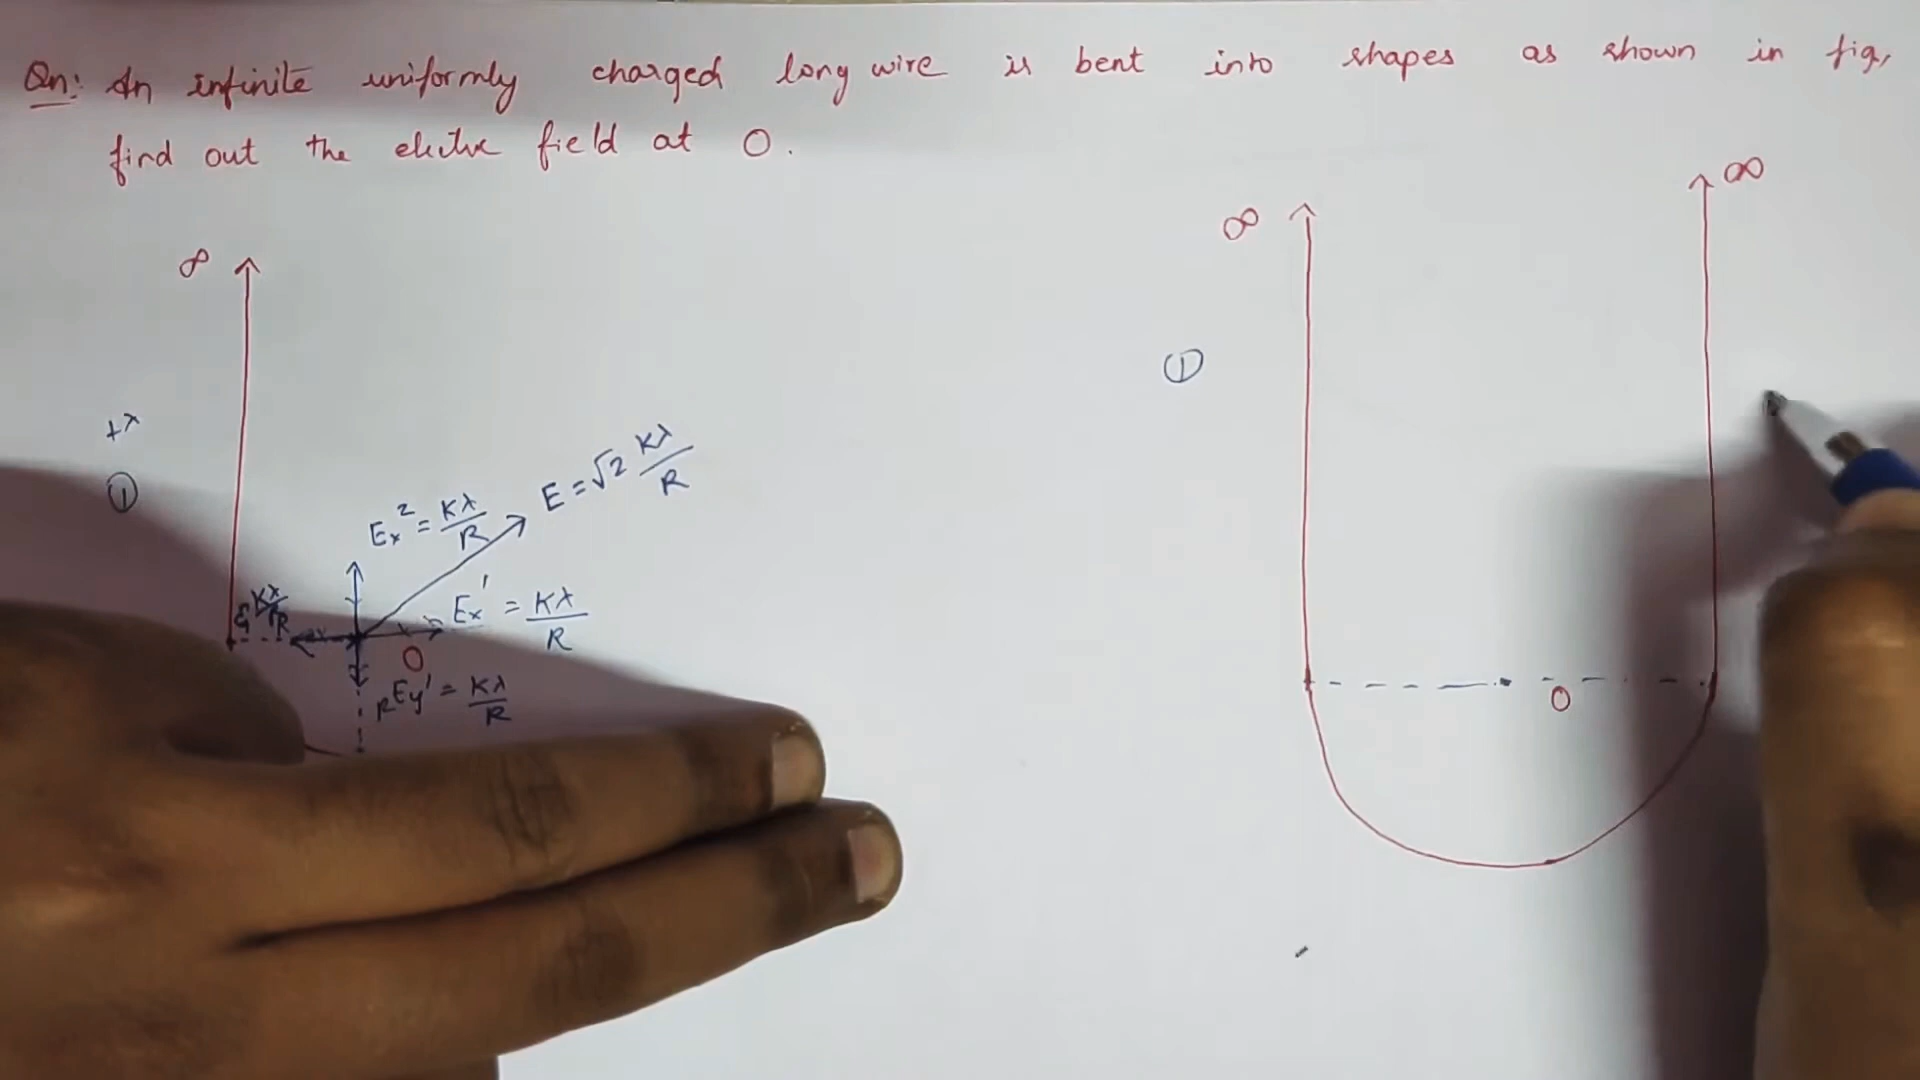 Qn: An infinite uniformly charged long wire is bent into shapes as shown in fig,
find out the electric field at O.
∞
+λ
①
Ex² = Kλ/R
E = √2 Kλ/R
Kλ/R
Ex' = Kλ/R
O
R Ey' = Kλ/R
∞
∞
①
O